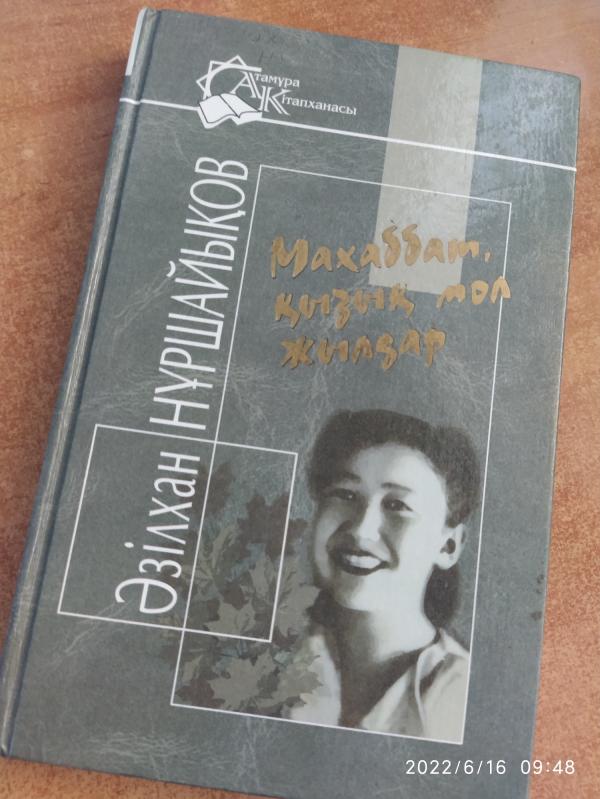 Атамұра
Кітапханасы
Әзілхан НҰРШАЙЫҚОВ
Махаббат,
қызық мол
жылдар
2022/6/16 09:48